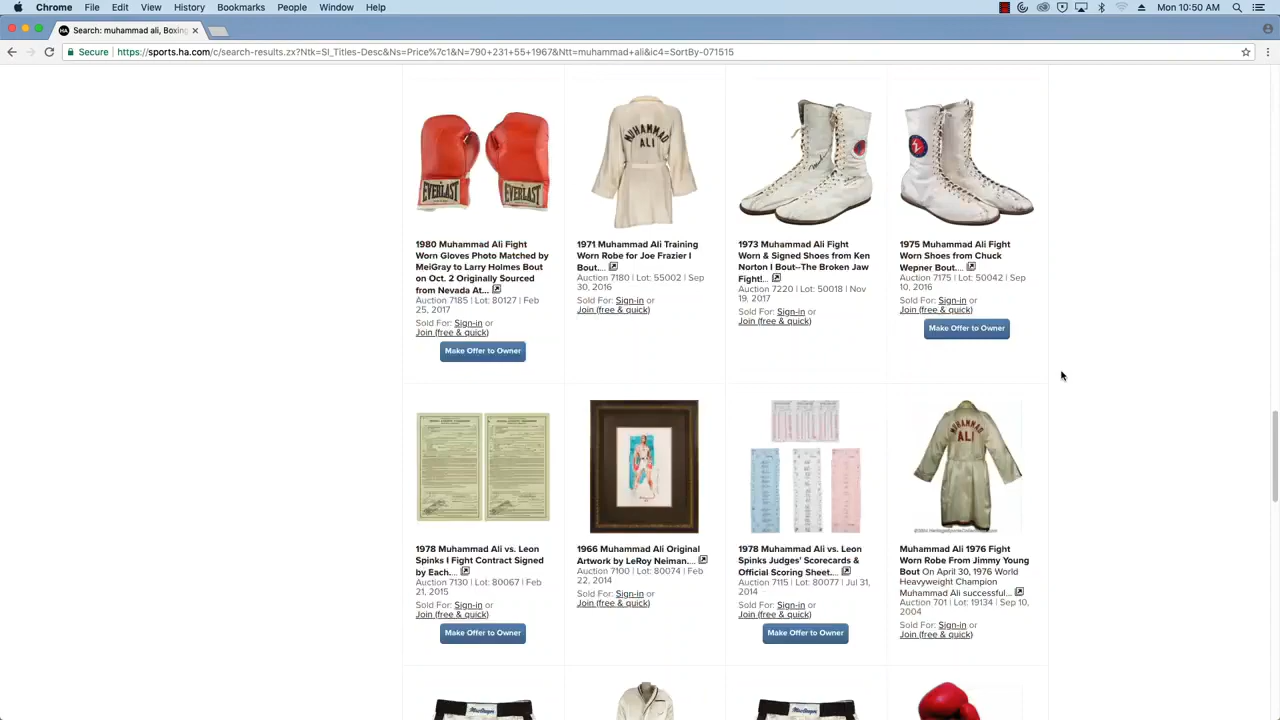 Chrome File Edit View History Bookmarks People Window Help Mon 10:50 AM
Search: muhammad ali, Boxing
Secure https://sports.ha.com/c/search-results.zx?Ntk=SI_Titles-Desc&Ns=Price%7c1&N=790+231+55+1967&Ntt=muhammad+ali&ic4=SortBy-071515
EVERLAST EVERLAST
1980 Muhammad Ali Fight
Worn Gloves Photo Matched by
MeiGray to Larry Holmes Bout
on Oct. 2 Originally Sourced
from Nevada At...
Auction 7185 | Lot: 80127 | Feb
25, 2017
Sold For: Sign-in or
Join (free & quick)
Make Offer to Owner
MUHAMMAD
ALI
1971 Muhammad Ali Training
Worn Robe for Joe Frazier I
Bout....
Auction 7180 | Lot: 55002 | Sep
30, 2016
Sold For: Sign-in or
Join (free & quick)
1973 Muhammad Ali Fight
Worn & Signed Shoes from Ken
Norton I Bout--The Broken Jaw
Fight!...
Auction 7220 | Lot: 50018 | Nov
19, 2017
Sold For: Sign-in or
Join (free & quick)
1975 Muhammad Ali Fight
Worn Shoes from Chuck
Wepner Bout....
Auction 7175 | Lot: 50042 | Sep
10, 2016
Sold For: Sign-in or
Join (free & quick)
Make Offer to Owner
1978 Muhammad Ali vs. Leon
Spinks I Fight Contract Signed
by Each....
Auction 7130 | Lot: 80067 | Feb
21, 2015
Sold For: Sign-in or
Join (free & quick)
Make Offer to Owner
1966 Muhammad Ali Original
Artwork by LeRoy Neiman....
Auction 7100 | Lot: 80074 | Feb
22, 2014
Sold For: Sign-in or
Join (free & quick)
1978 Muhammad Ali vs. Leon
Spinks Judges' Scorecards &
Official Scoring Sheet....
Auction 7115 | Lot: 80077 | Jul 31,
2014
Sold For: Sign-in or
Join (free & quick)
Make Offer to Owner
MUHAMMAD
ALI
Muhammad Ali 1976 Fight
Worn Robe From Jimmy Young
Bout On April 30, 1976 World
Heavyweight Champion
Muhammad Ali successful...
Auction 701 | Lot: 19134 | Sep 10,
2004
Sold For: Sign-in or
Join (free & quick)